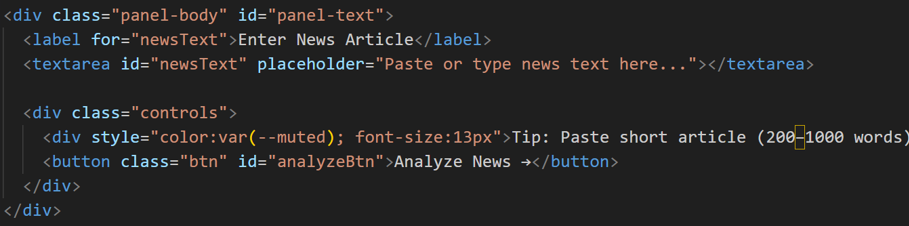 <div class="panel-body" id="panel-text">
<label for="newsText">Enter News Article</label>
<textarea id="newsText" placeholder="Paste or type news text here..."></textarea>
<div class="controls">
<div style="color:var(--muted); font-size:13px">Tip: Paste short article (200–1000 words)
<button class="btn" id="analyzeBtn">Analyze News →</button>
</div>
</div>